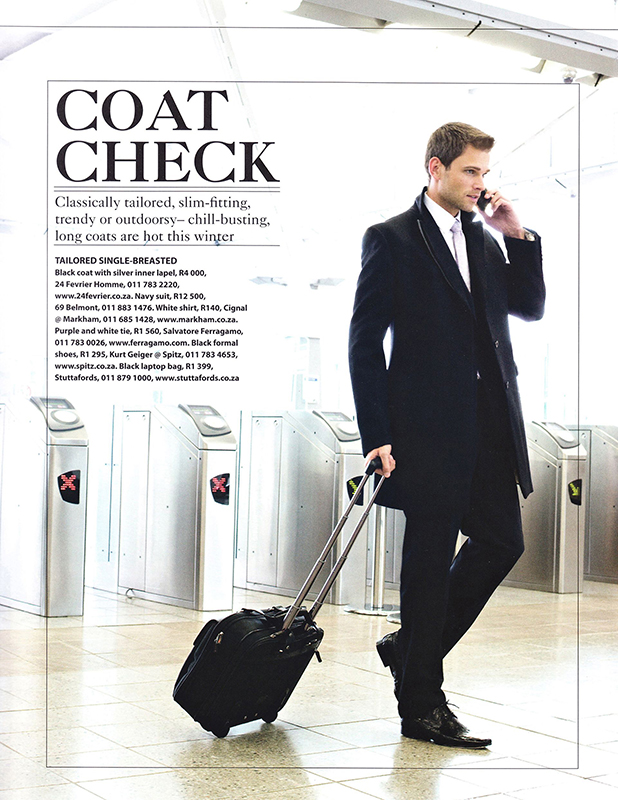 COAT
CHECK
Classically tailored, slim-fitting,
trendy or outdoorsy– chill-busting,
long coats are hot this winter
TAILORED SINGLE-BREASTED
Black coat with silver inner lapel, R4 000,
24 Fevrier Homme, 011 783 2220,
www.24fevrier.co.za. Navy suit, R12 500,
69 Belmont, 011 883 1476. White shirt, R140, Cignal
@ Markham, 011 685 1428, www.markham.co.za.
Purple and white tie, R1 560, Salvatore Ferragamo,
011 783 0026, www.ferragamo.com. Black formal
shoes, R1 295, Kurt Geiger @ Spitz, 011 783 4653,
www.spitz.co.za. Black laptop bag, R1 399,
Stuttafords, 011 879 1000, www.stuttafords.co.za